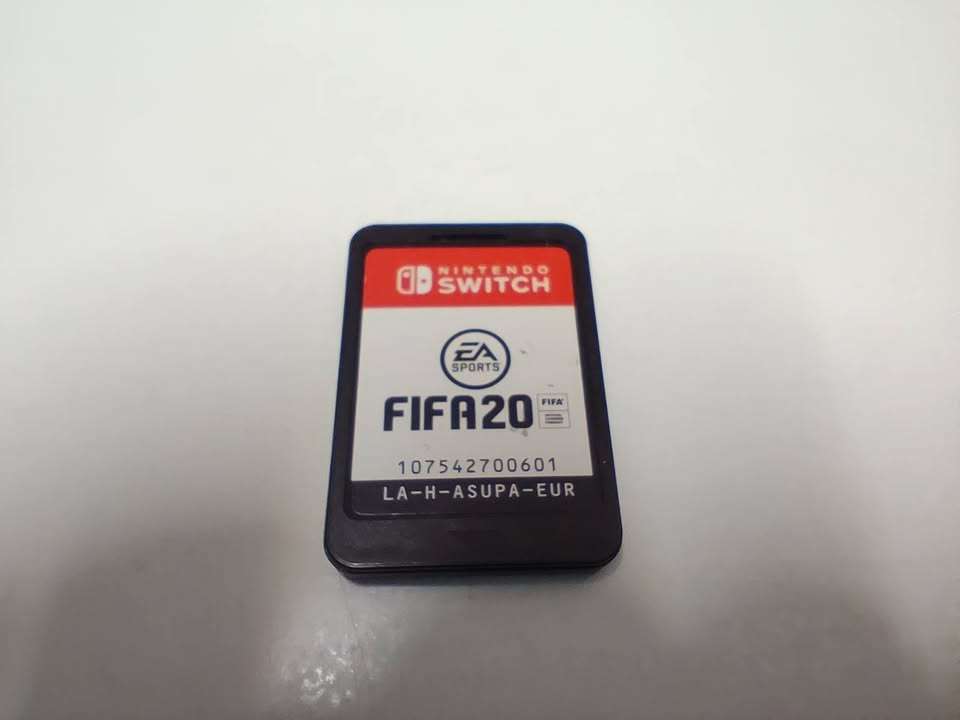 NINTENDO
SWITCH
EA
SPORTS
FIFA20
FIFA
107542700601
LA-H-ASUPA-EUR